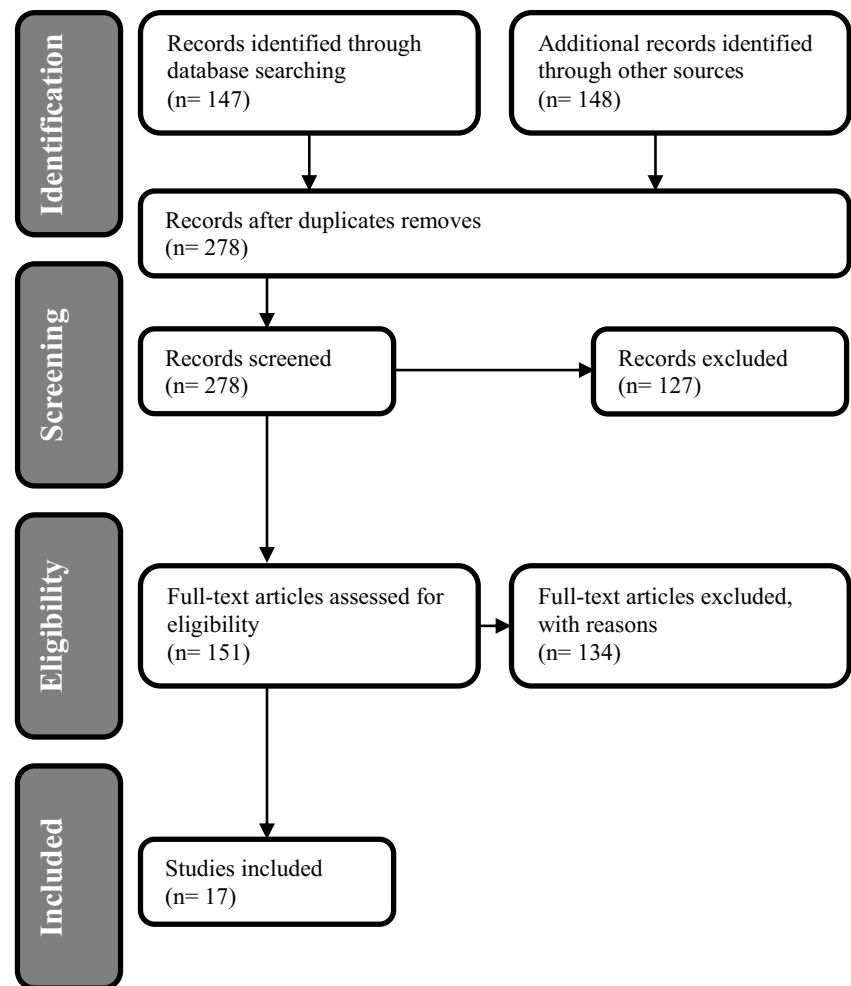 Identification
Records identified through
database searching
(n= 147)
Additional records identified
through other sources
(n= 148)
Records after duplicates removes
(n= 278)
Screening
Records screened
(n= 278)
Records excluded
(n= 127)
Eligibility
Full-text articles assessed for
eligibility
(n= 151)
Full-text articles excluded,
with reasons
(n= 134)
Included
Studies included
(n= 17)